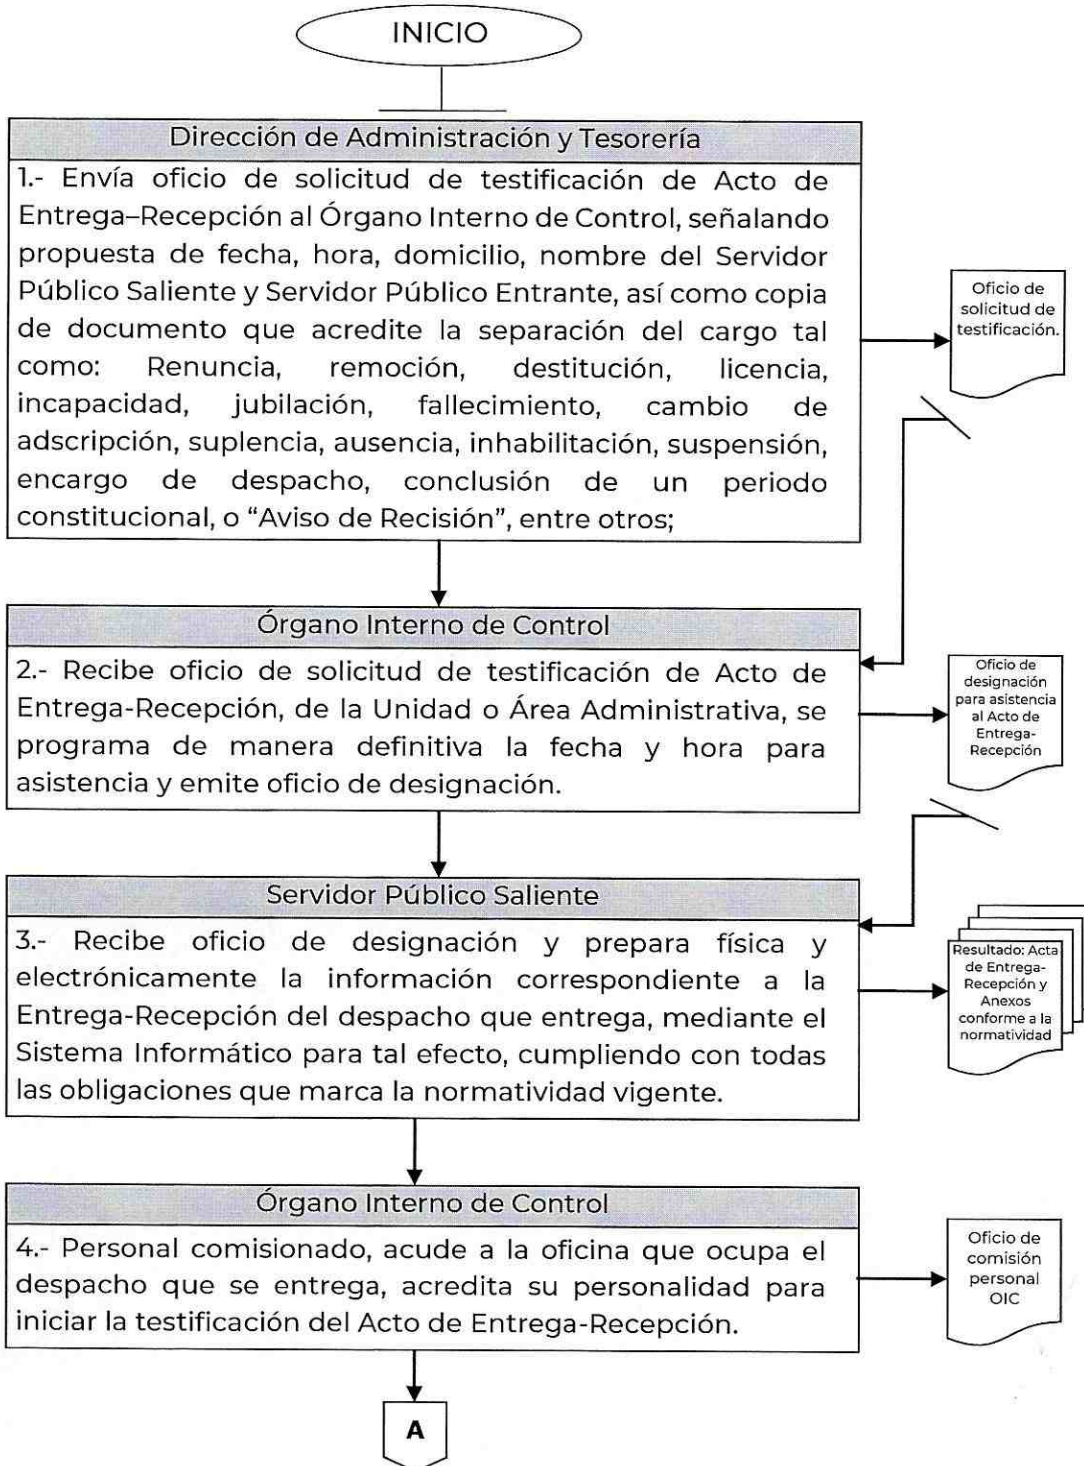 INICIO
Dirección de Administración y Tesorería
1.- Envía oficio de solicitud de testificación de Acto de
Entrega–Recepción al Órgano Interno de Control, señalando
propuesta de fecha, hora, domicilio, nombre del Servidor
Público Saliente y Servidor Público Entrante, así como copia
de documento que acredite la separación del cargo tal
como: Renuncia, remoción, destitución, licencia,
incapacidad, jubilación, fallecimiento, cambio de
adscripción, suplencia, ausencia, inhabilitación, suspensión,
encargo de despacho, conclusión de un periodo
constitucional, o “Aviso de Recisión”, entre otros;
Oficio de
solicitud de
testificación.
Órgano Interno de Control
2.- Recibe oficio de solicitud de testificación de Acto de
Entrega-Recepción, de la Unidad o Área Administrativa, se
programa de manera definitiva la fecha y hora para
asistencia y emite oficio de designación.
Oficio de
designación
para asistencia
al Acto de
Entrega-
Recepción
Servidor Público Saliente
3.- Recibe oficio de designación y prepara física y
electrónicamente la información correspondiente a la
Entrega-Recepción del despacho que entrega, mediante el
Sistema Informático para tal efecto, cumpliendo con todas
las obligaciones que marca la normatividad vigente.
Resultado: Acta
de Entrega-
Recepción y
Anexos
conforme a la
normatividad
Órgano Interno de Control
4.- Personal comisionado, acude a la oficina que ocupa el
despacho que se entrega, acredita su personalidad para
iniciar la testificación del Acto de Entrega-Recepción.
Oficio de
comisión
personal
OIC
A